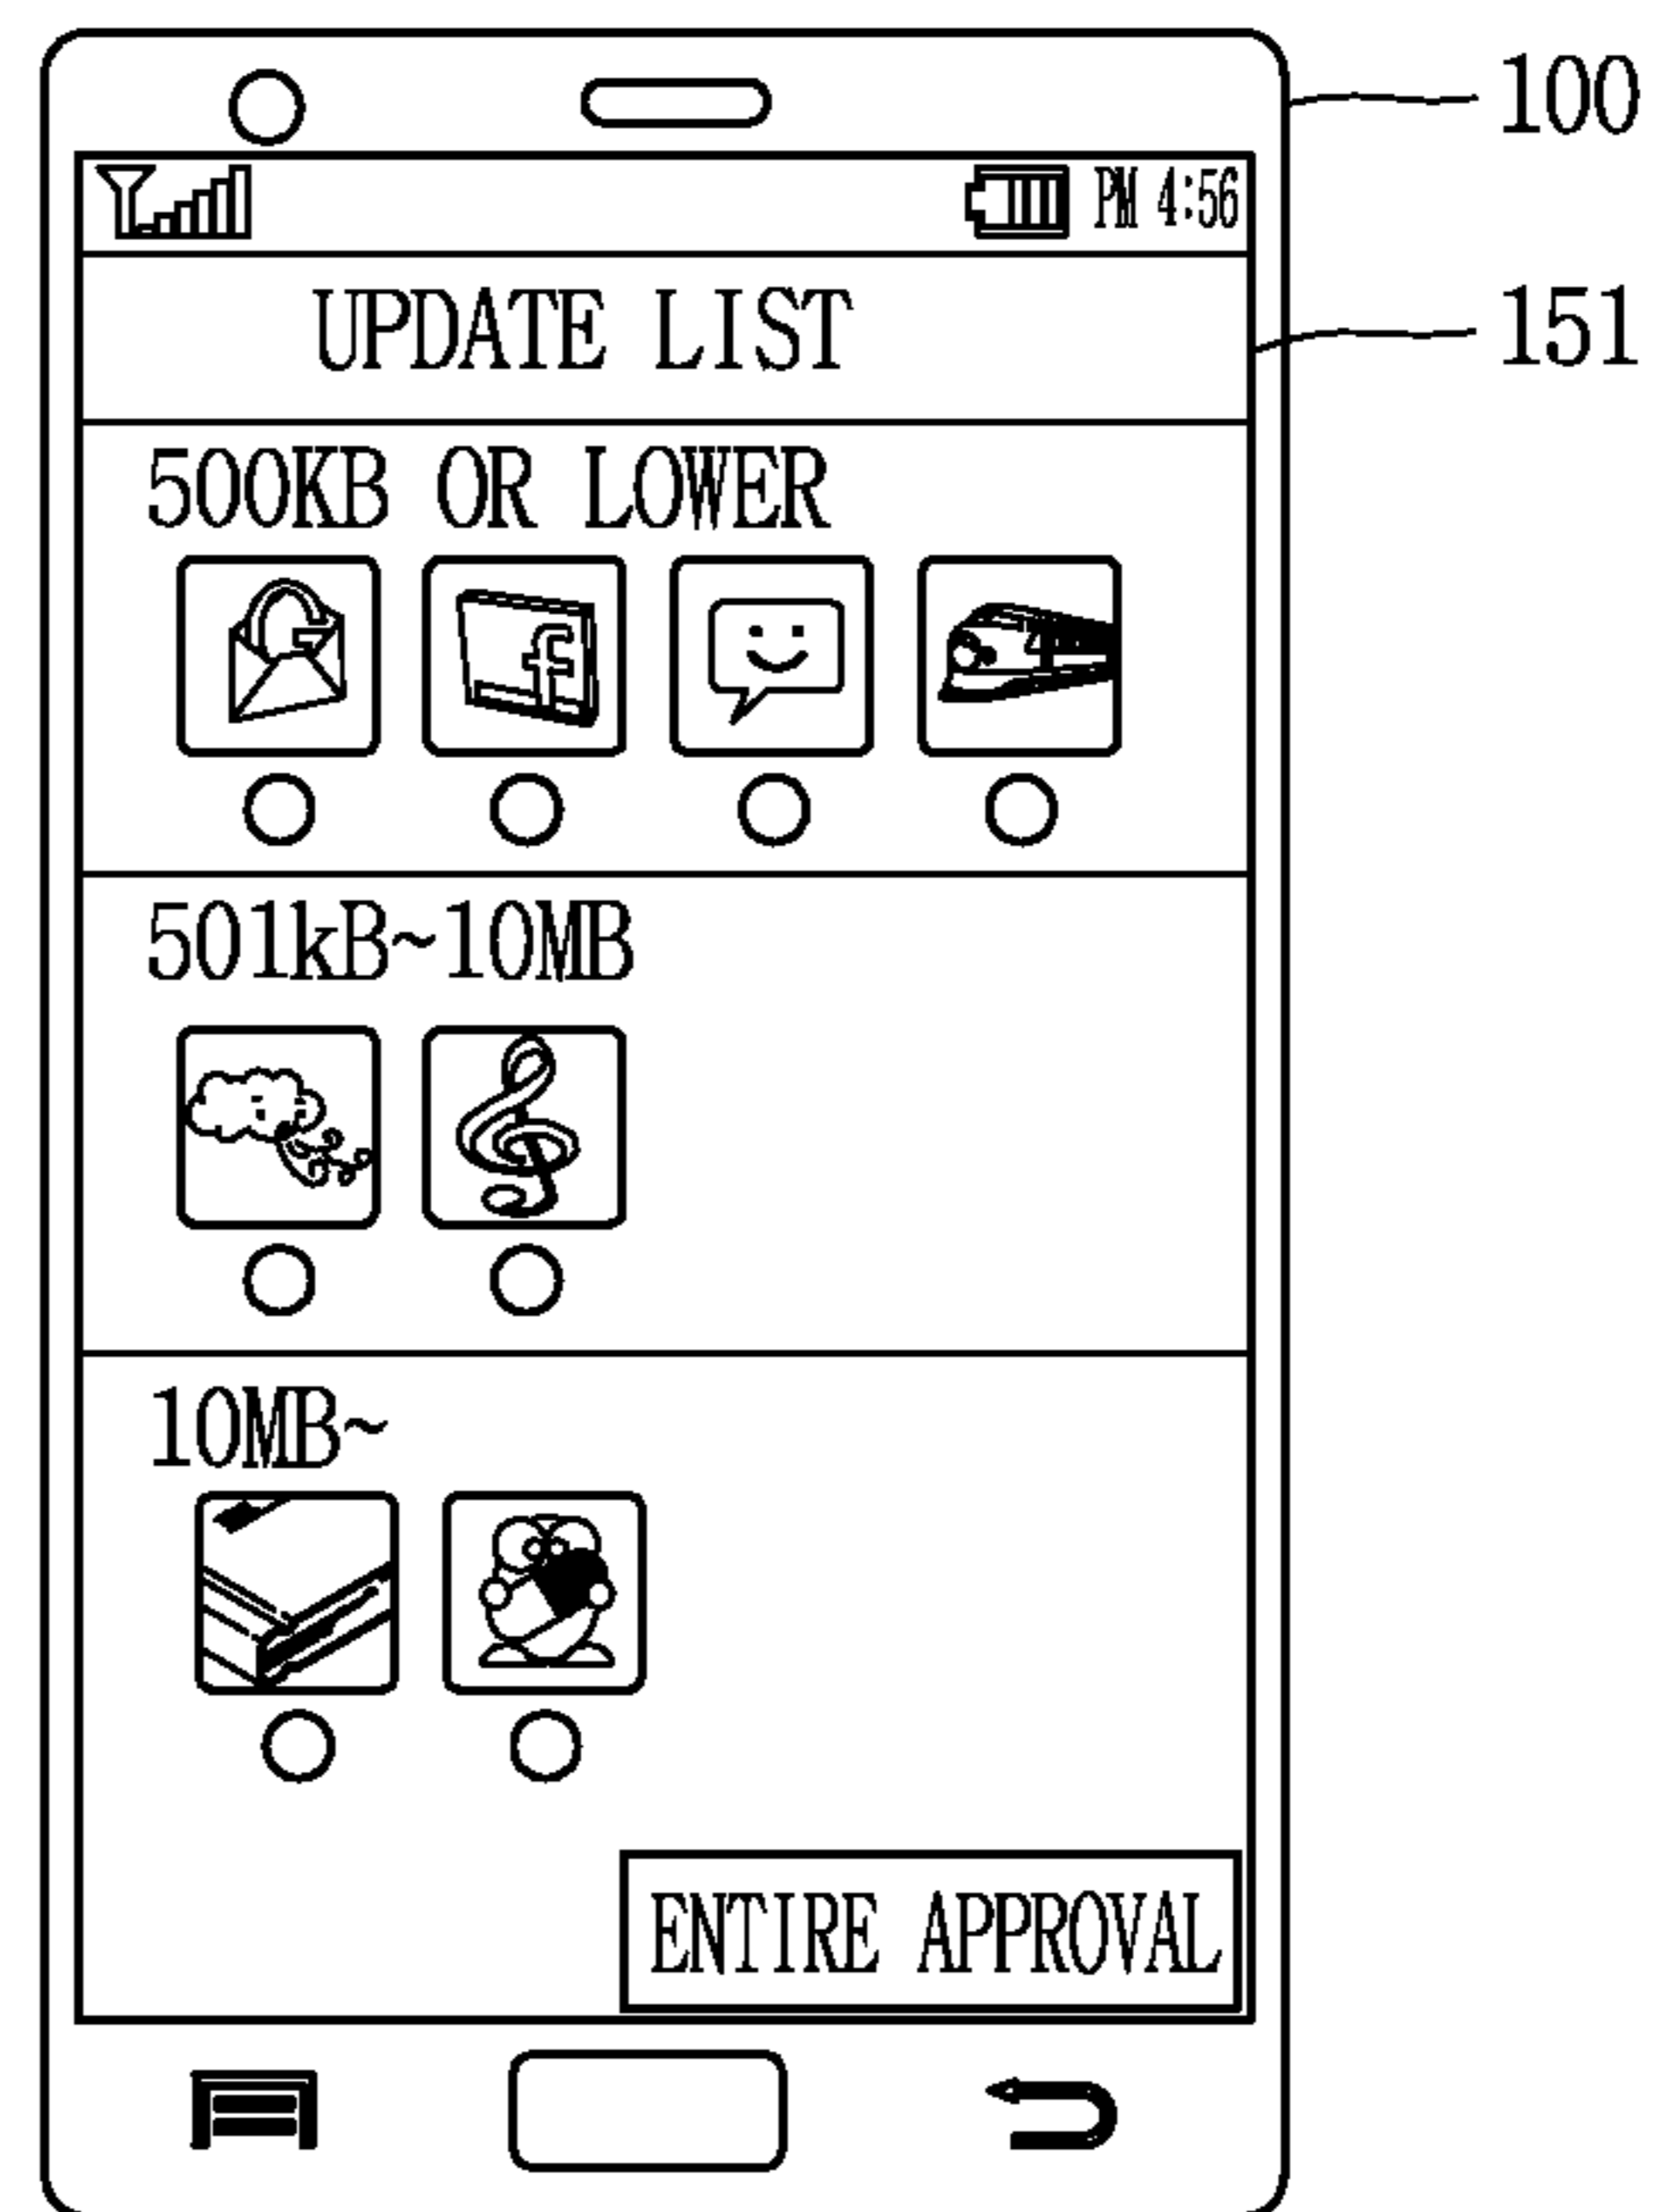 100
PM 4:56
UPDATE LIST
151
500KB OR LOWER
f
501kB~10MB
10MB~
ENTIRE APPROVAL